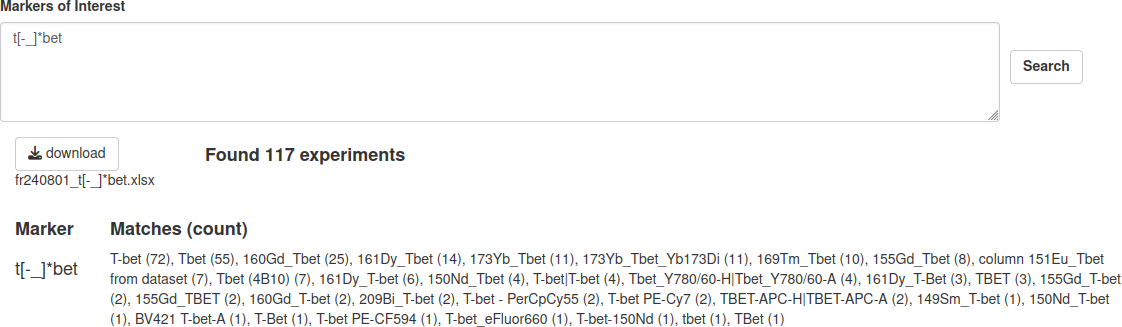 Markers of Interest
t[-_]*bet
Search
download
Found 117 experiments
fr240801_t[-_]*bet.xlsx
Marker
Matches (count)
t[-_]*bet
T-bet (72), Tbet (55), 160Gd_Tbet (25), 161Dy_Tbet (14), 173Yb_Tbet (11), 173Yb_Tbet_Yb173Di (11), 169Tm_Tbet (10), 155Gd_Tbet (8), column 151Eu_Tbet
from dataset (7), Tbet (4B10) (7), 161Dy_T-bet (6), 150Nd_Tbet (4), T-bet|T-bet (4), Tbet_Y780/60-H|Tbet_Y780/60-A (4), 161Dy_T-Bet (3), TBET (3), 155Gd_T-bet
(2), 155Gd_TBET (2), 160Gd_T-bet (2), 209Bi_T-bet (2), T-bet - PerCpCy55 (2), T-bet PE-Cy7 (2), TBET-APC-H|TBET-APC-A (2), 149Sm_T-bet (1), 150Nd_T-bet
(1), BV421 T-bet-A (1), T-Bet (1), T-bet PE-CF594 (1), T-bet_eFluor660 (1), T-bet-150Nd (1), tbet (1), TBet (1)